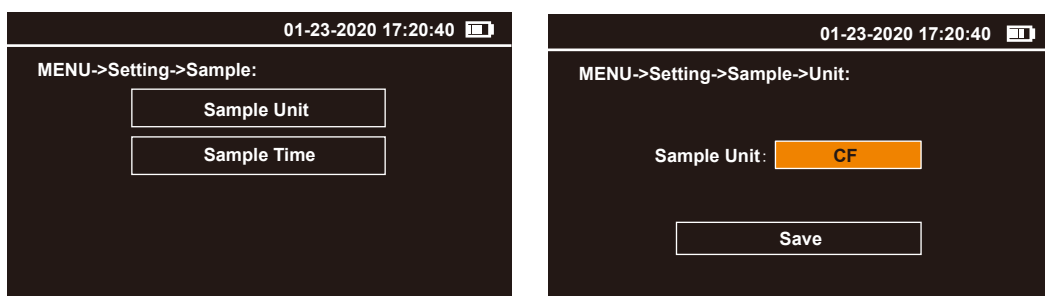 01-23-2020 17:20:40
MENU->Setting->Sample:
Sample Unit
Sample Time
01-23-2020 17:20:40
MENU->Setting->Sample->Unit:
Sample Unit: CF
Save